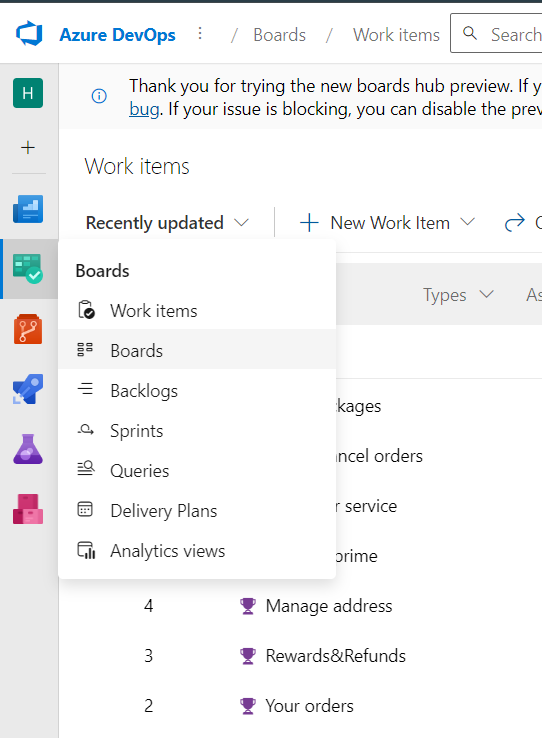 Azure DevOps / Boards / Work items Search
H
Thank you for trying the new boards hub preview. If y
bug. If your issue is blocking, you can disable the prev
Work items
Recently updated New Work Item
Boards
Work items
Types As
Boards
Backlogs
kages
Sprints
ncel orders
Queries
Delivery Plans
r service
Analytics views
prime
4 Manage address
3 Rewards&Refunds
2 Your orders